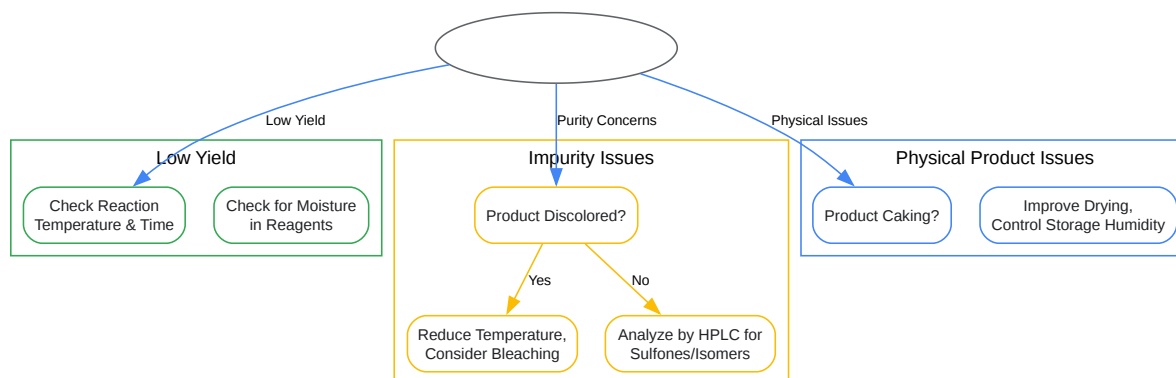 Low Yield
Purity Concerns
Physical Issues
Low Yield
Impurity Issues
Physical Product Issues
Check Reaction
Temperature & Time
Check for Moisture
in Reagents
Product Discolored?
Product Caking?
Improve Drying,
Control Storage Humidity
Yes
No
Reduce Temperature,
Consider Bleaching
Analyze by HPLC for
Sulfones/Isomers